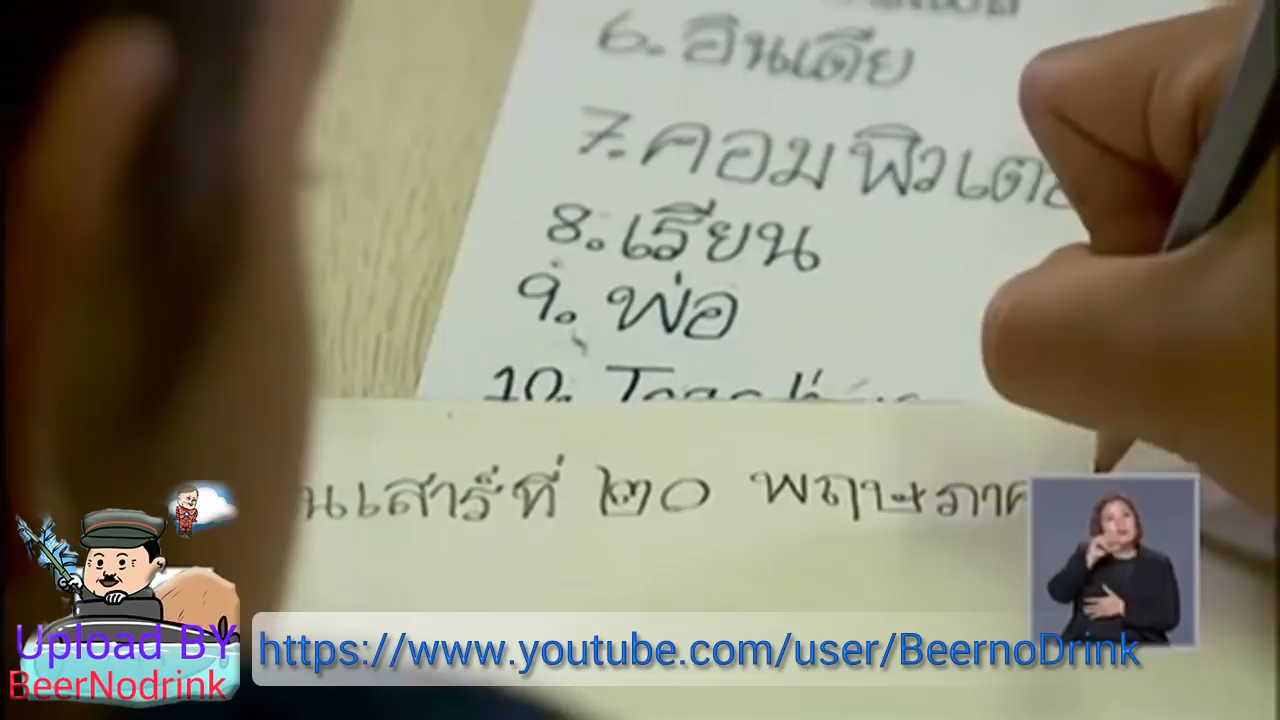 6. อินเดีย
7. คอมพิวเตอ
8. เรียน
9. พ่อ
10.
นเสาร์ที่ ๒๐ พฤษภาค
Upload BY
BeerNodrink
https://www.youtube.com/user/BeernoDrink